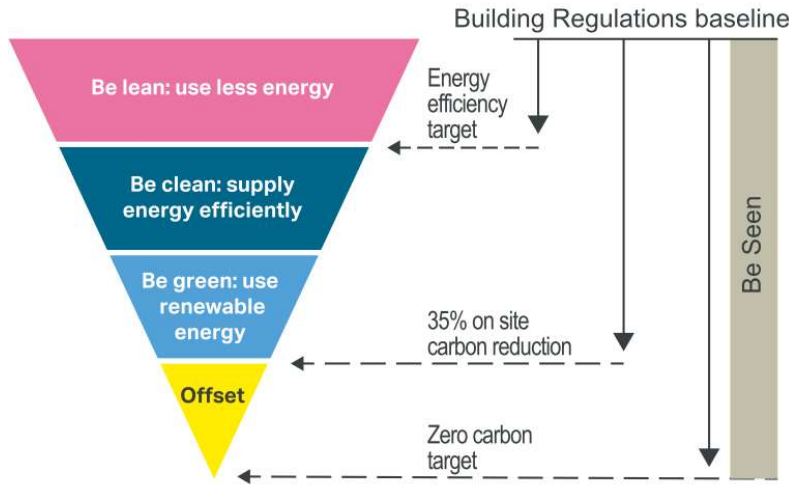 Building Regulations baseline
Be lean: use less energy
Energy
efficiency
target
Be clean: supply
energy efficiently
Be green: use
renewable
energy
35% on site
carbon reduction
Offset
Zero carbon
target
Be Seen